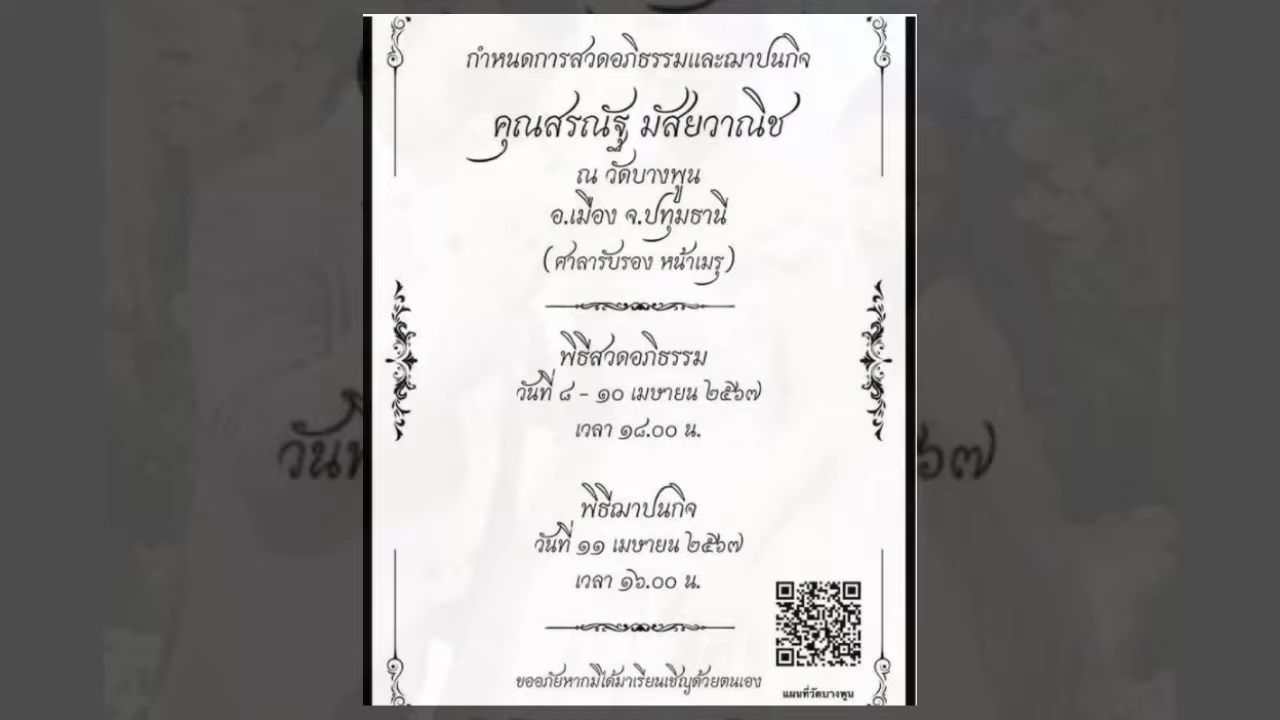 กำหนดการสวดอภิธรรมและฌาปนกิจ
คุณสรณัฐ มัสยวาณิช
ณ วัดบางพูน
อ.เมือง จ.ปทุมธานี
(ศาลารับรอง หน้าเมรุ)
พิธีสวดอภิธรรม
วันที่ ๘ - ๑๐ เมษายน ๒๕๖๗
เวลา ๑๘.๐๐ น.
พิธีฌาปนกิจ
วันที่ ๑๑ เมษายน ๒๕๖๗
เวลา ๑๖.๐๐ น.
ขออภัยหากมิได้มาเรียนเชิญด้วยตนเอง
แผนที่วัดบางพูน